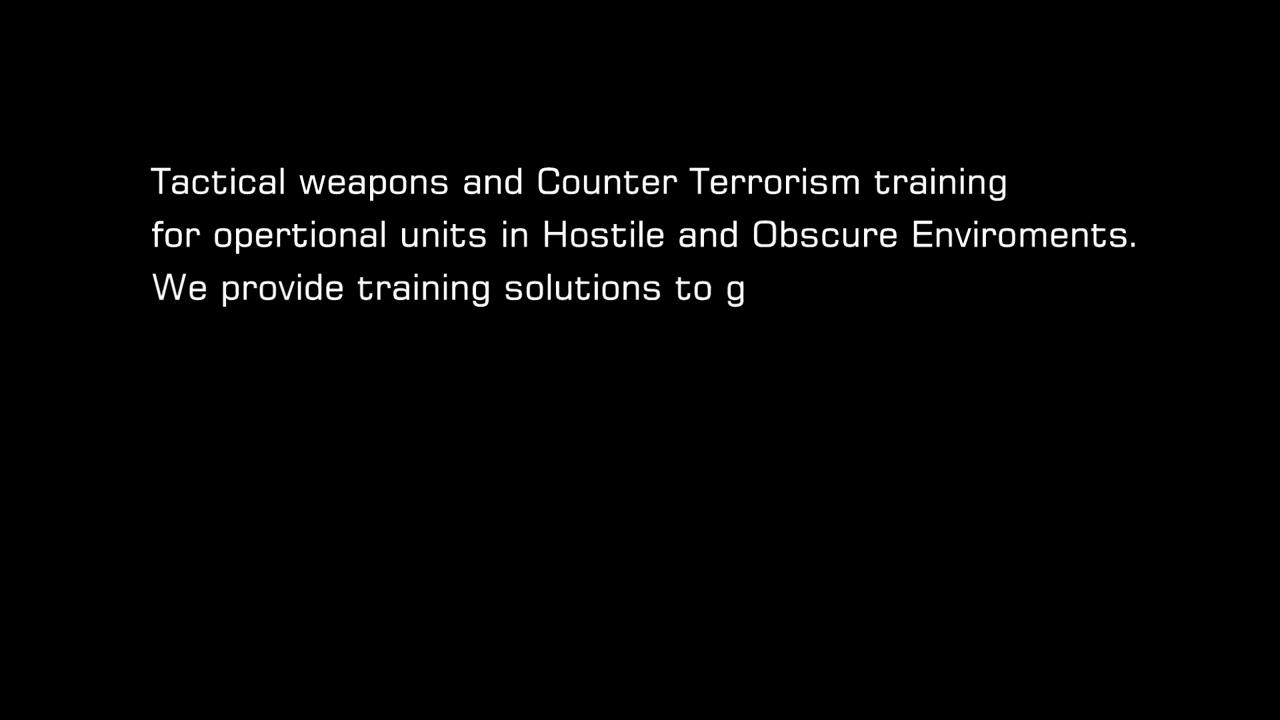 Tactical weapons and Counter Terrorism training
for opertional units in Hostile and Obscure Enviroments.
We provide training solutions to g